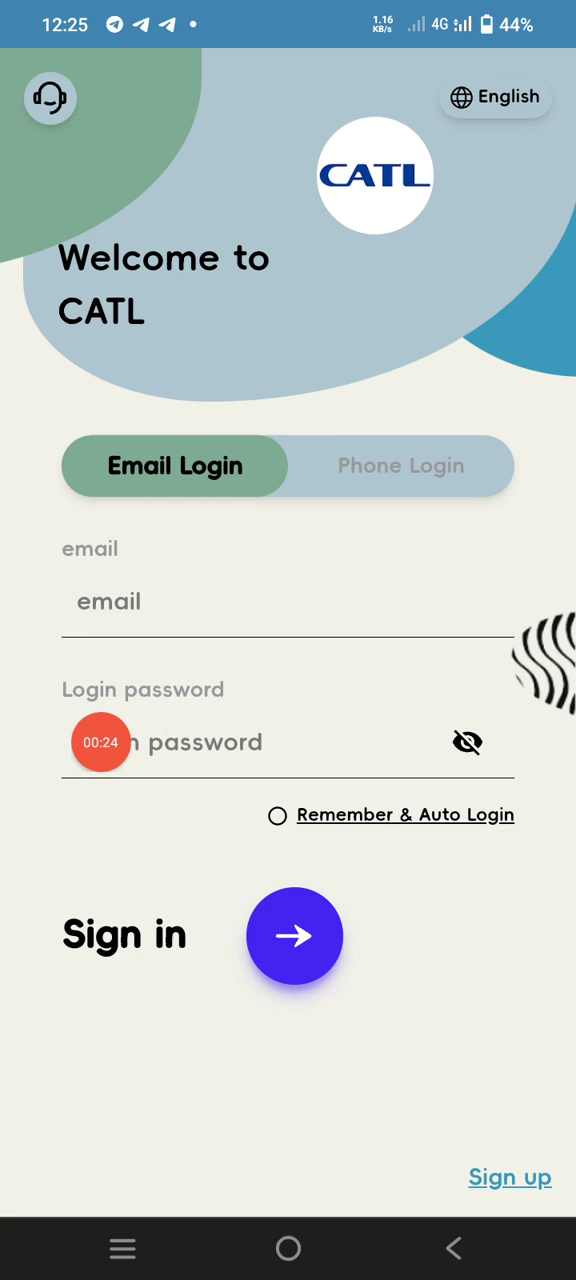 12:25
1.16
KB/s
4G
44%
English
CATL
Welcome to
CATL
Email Login
Phone Login
email
email
Login password
00:24
password
Remember & Auto Login
Sign in
Sign up